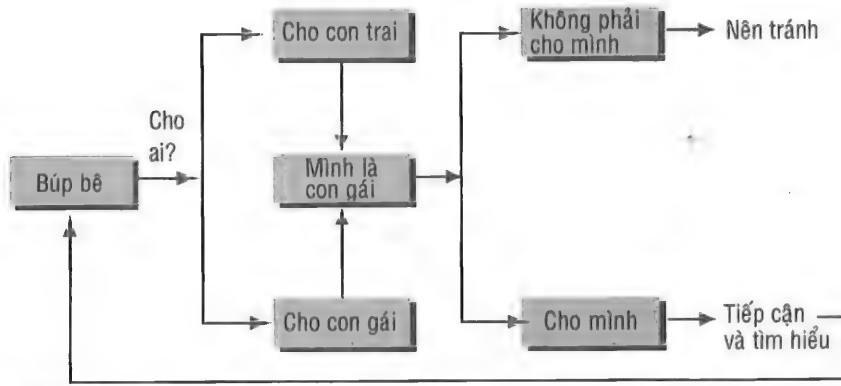 Cho con trai
Không phải
cho mình
Nên tránh
Cho
ai?
Búp bê
Mình là
con gái
Cho con gái
Cho mình
Tiếp cận
và tìm hiểu